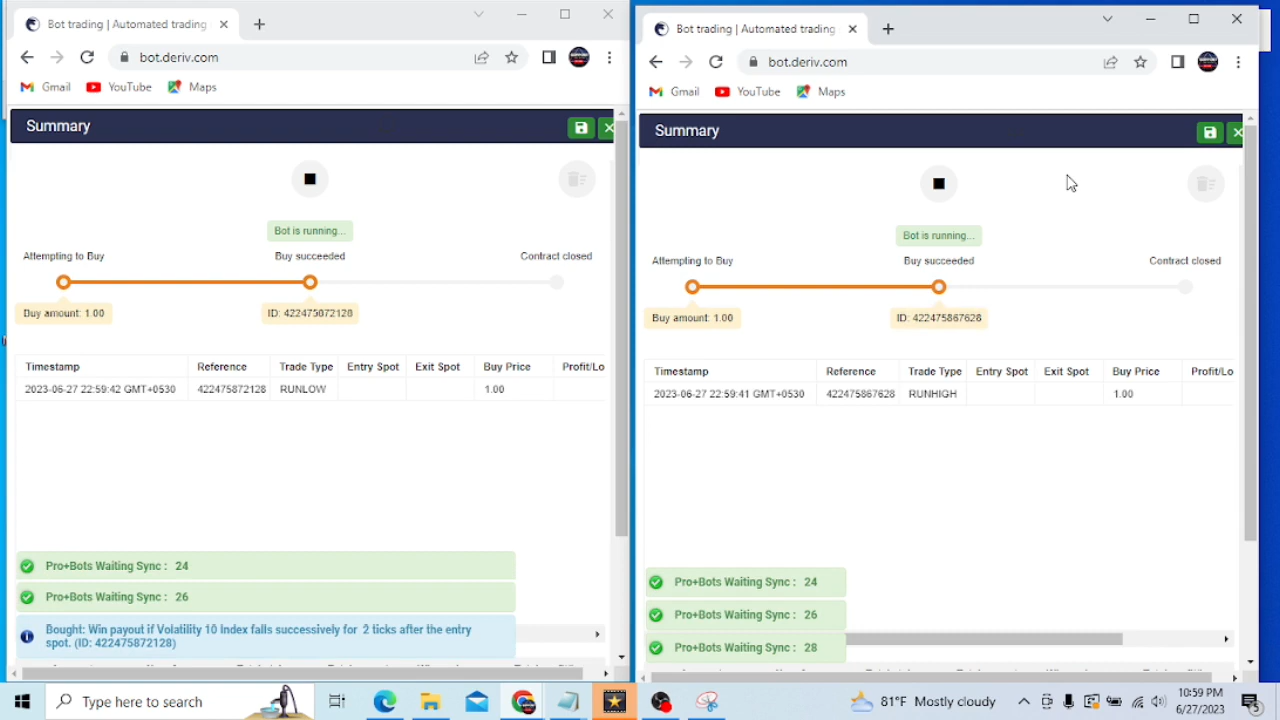 Bot trading | Automated trading
bot.deriv.com
Gmail YouTube Maps
Summary
Bot is running...
Attempting to Buy Buy succeeded Contract closed
Buy amount: 1.00 ID: 422475872128
Timestamp Reference Trade Type Entry Spot Exit Spot Buy Price Profit/Lo
2023-06-27 22:59:42 GMT+0530 422475872128 RUNLOW 1.00
Pro+Bots Waiting Sync : 24
Pro+Bots Waiting Sync : 26
Bought: Win payout if Volatility 10 Index falls successively for 2 ticks after the entry
spot. (ID: 422475872128)
Bot trading | Automated trading
bot.deriv.com
Gmail YouTube Maps
Summary
Bot is running...
Attempting to Buy Buy succeeded Contract closed
Buy amount: 1.00 ID: 422475867628
Timestamp Reference Trade Type Entry Spot Exit Spot Buy Price Profit/Lo
2023-06-27 22:59:41 GMT+0530 422475867628 RUNHIGH 1.00
Pro+Bots Waiting Sync : 24
Pro+Bots Waiting Sync : 26
Pro+Bots Waiting Sync : 28
Type here to search
81°F Mostly cloudy
10:59 PM
6/27/2023
5